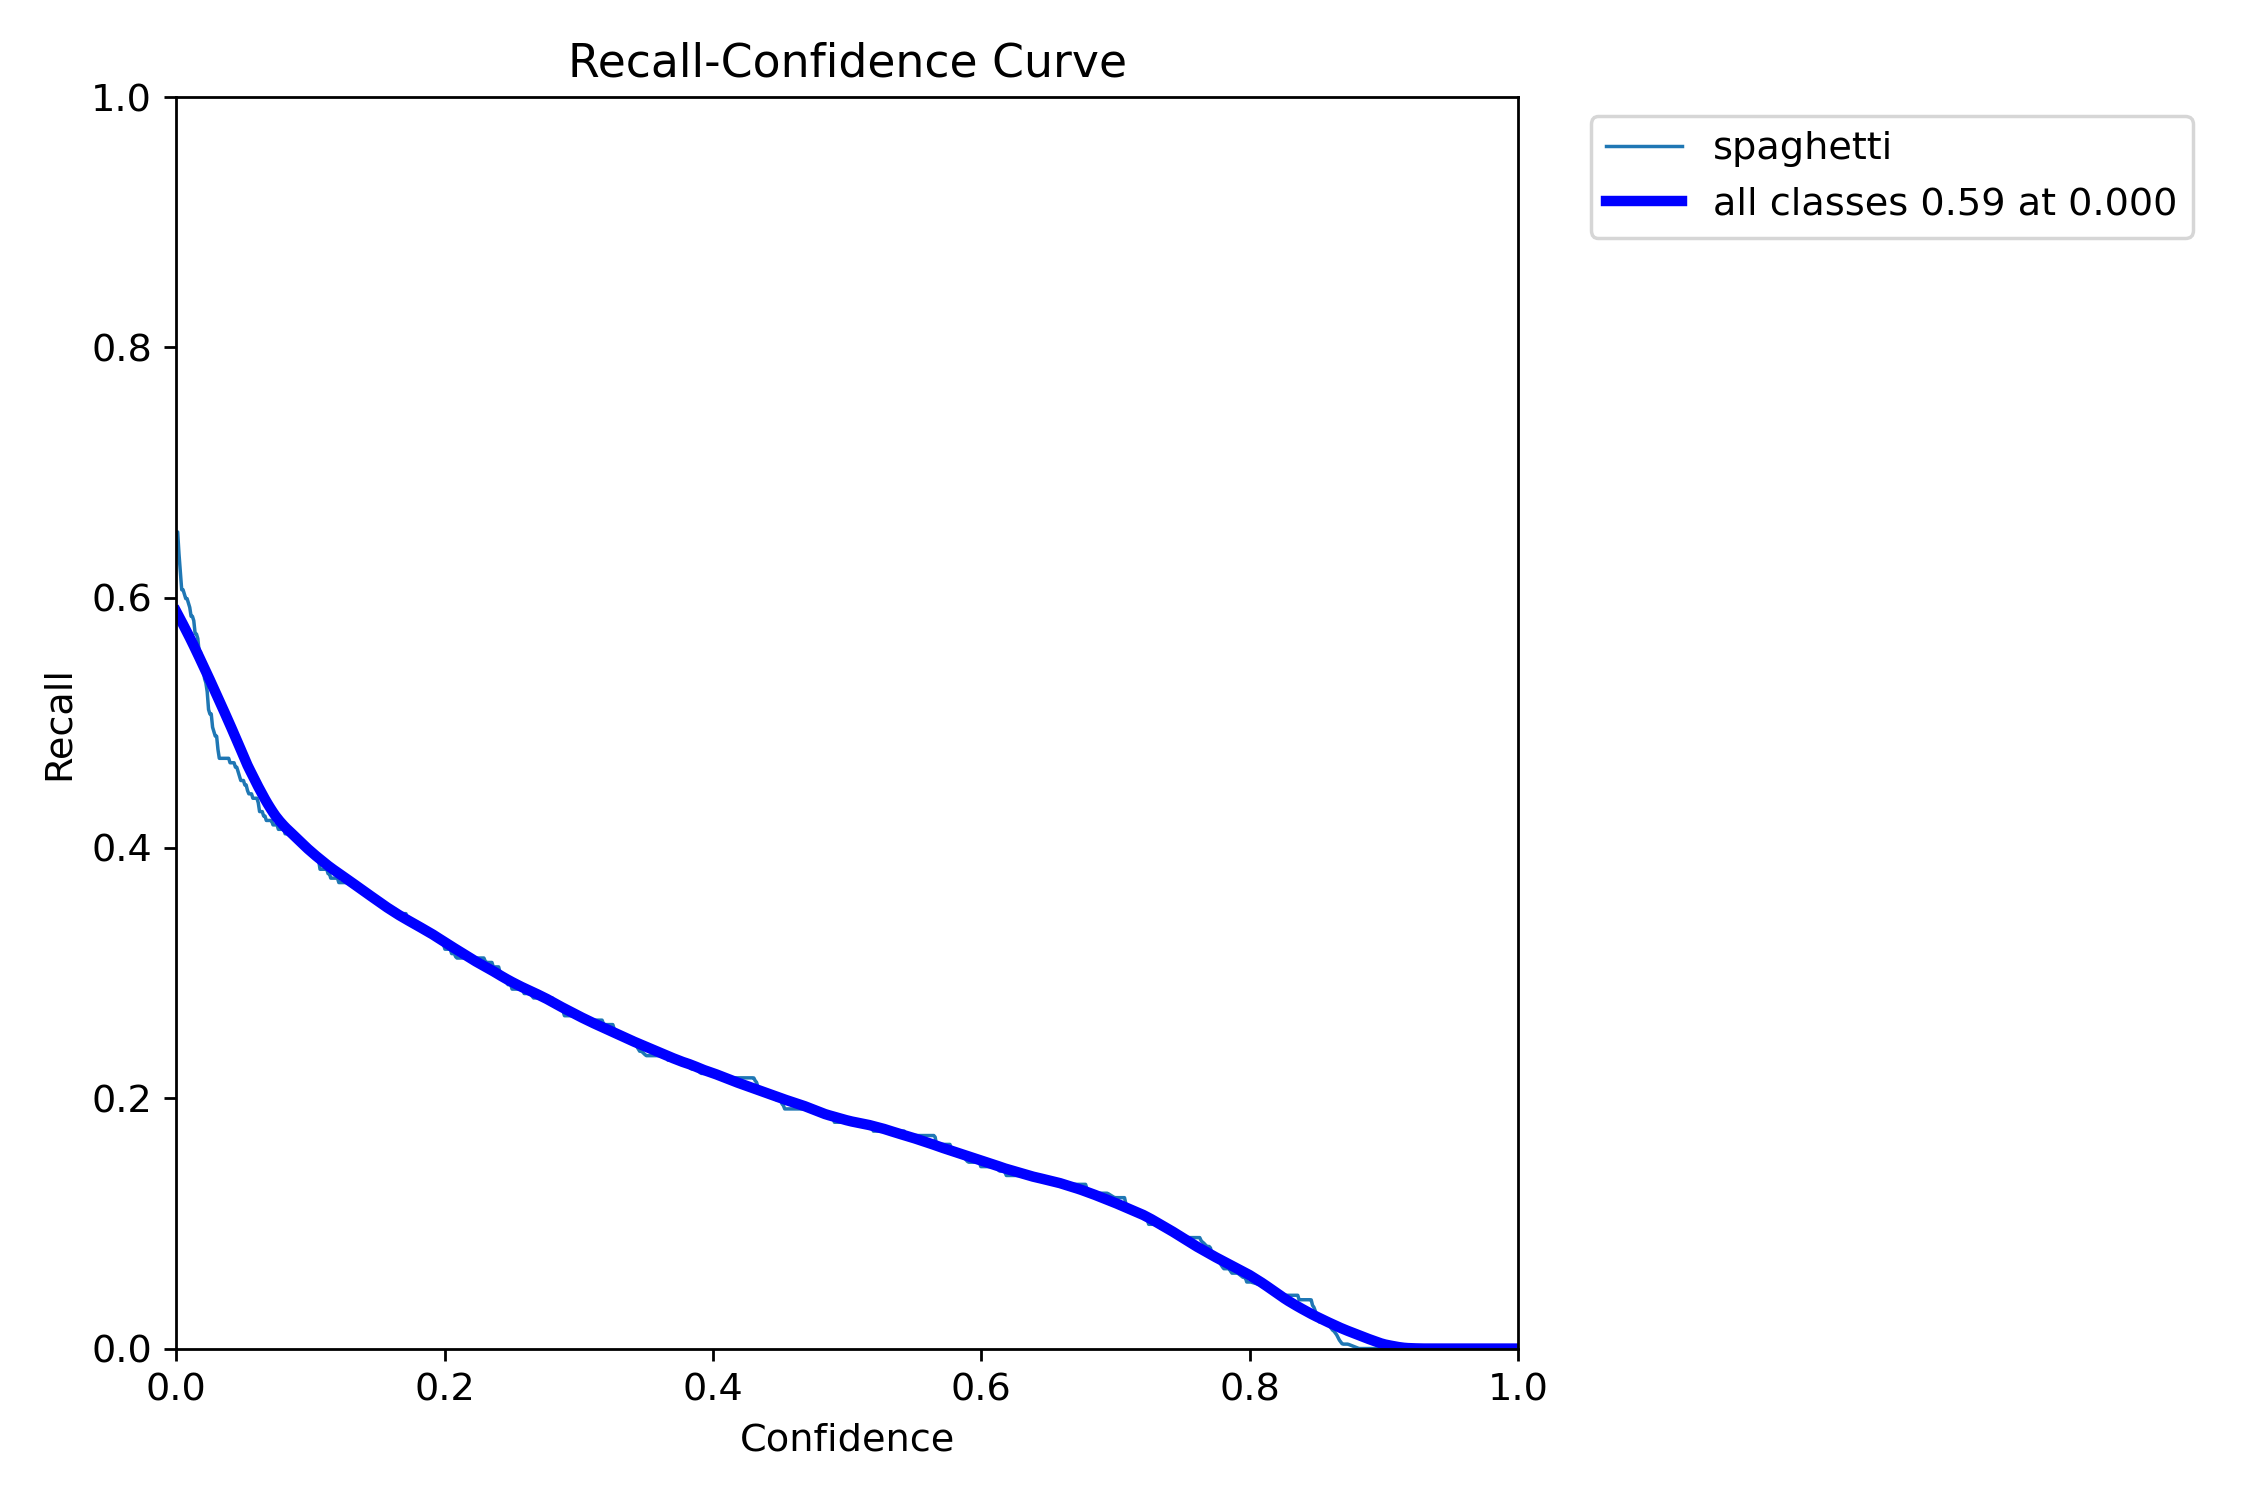 Recall-Confidence Curve
1.0
0.8
0.6
0.4
0.2
0.0
Recall
0.0 0.2 0.4 0.6 0.8 1.0
Confidence
spaghetti
all classes 0.59 at 0.000